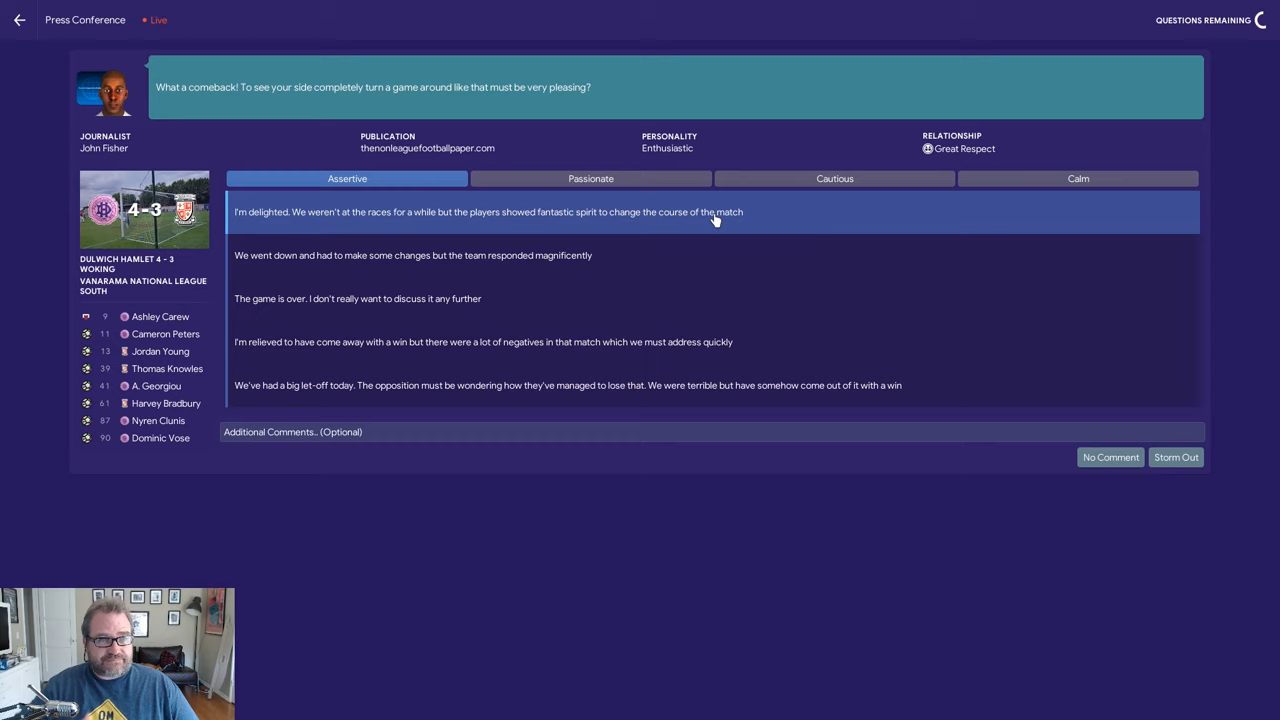 Press Conference
Live
QUESTIONS REMAINING
What a comeback! To see your side completely turn a game around like that must be very pleasing?
JOURNALIST
John Fisher
PUBLICATION
thenonleaguefootballpaper.com
PERSONALITY
Enthusiastic
RELATIONSHIP
Great Respect
Assertive
Passionate
Cautious
Calm
4-3
DULWICH HAMLET 4 - 3
WOKING
VANARAMA NATIONAL LEAGUE
SOUTH
9 Ashley Carew
11 Cameron Peters
13 Jordan Young
39 Thomas Knowles
41 A. Georgiou
61 Harvey Bradbury
87 Nyren Clunis
90 Dominic Vose
I'm delighted. We weren't at the races for a while but the players showed fantastic spirit to change the course of the match
We went down and had to make some changes but the team responded magnificently
The game is over. I don't really want to discuss it any further
I'm relieved to have come away with a win but there were a lot of negatives in that match which we must address quickly
We've had a big let-off today. The opposition must be wondering how they've managed to lose that. We were terrible but have somehow come out of it with a win
Additional Comments.. (Optional)
No Comment
Storm Out
OM